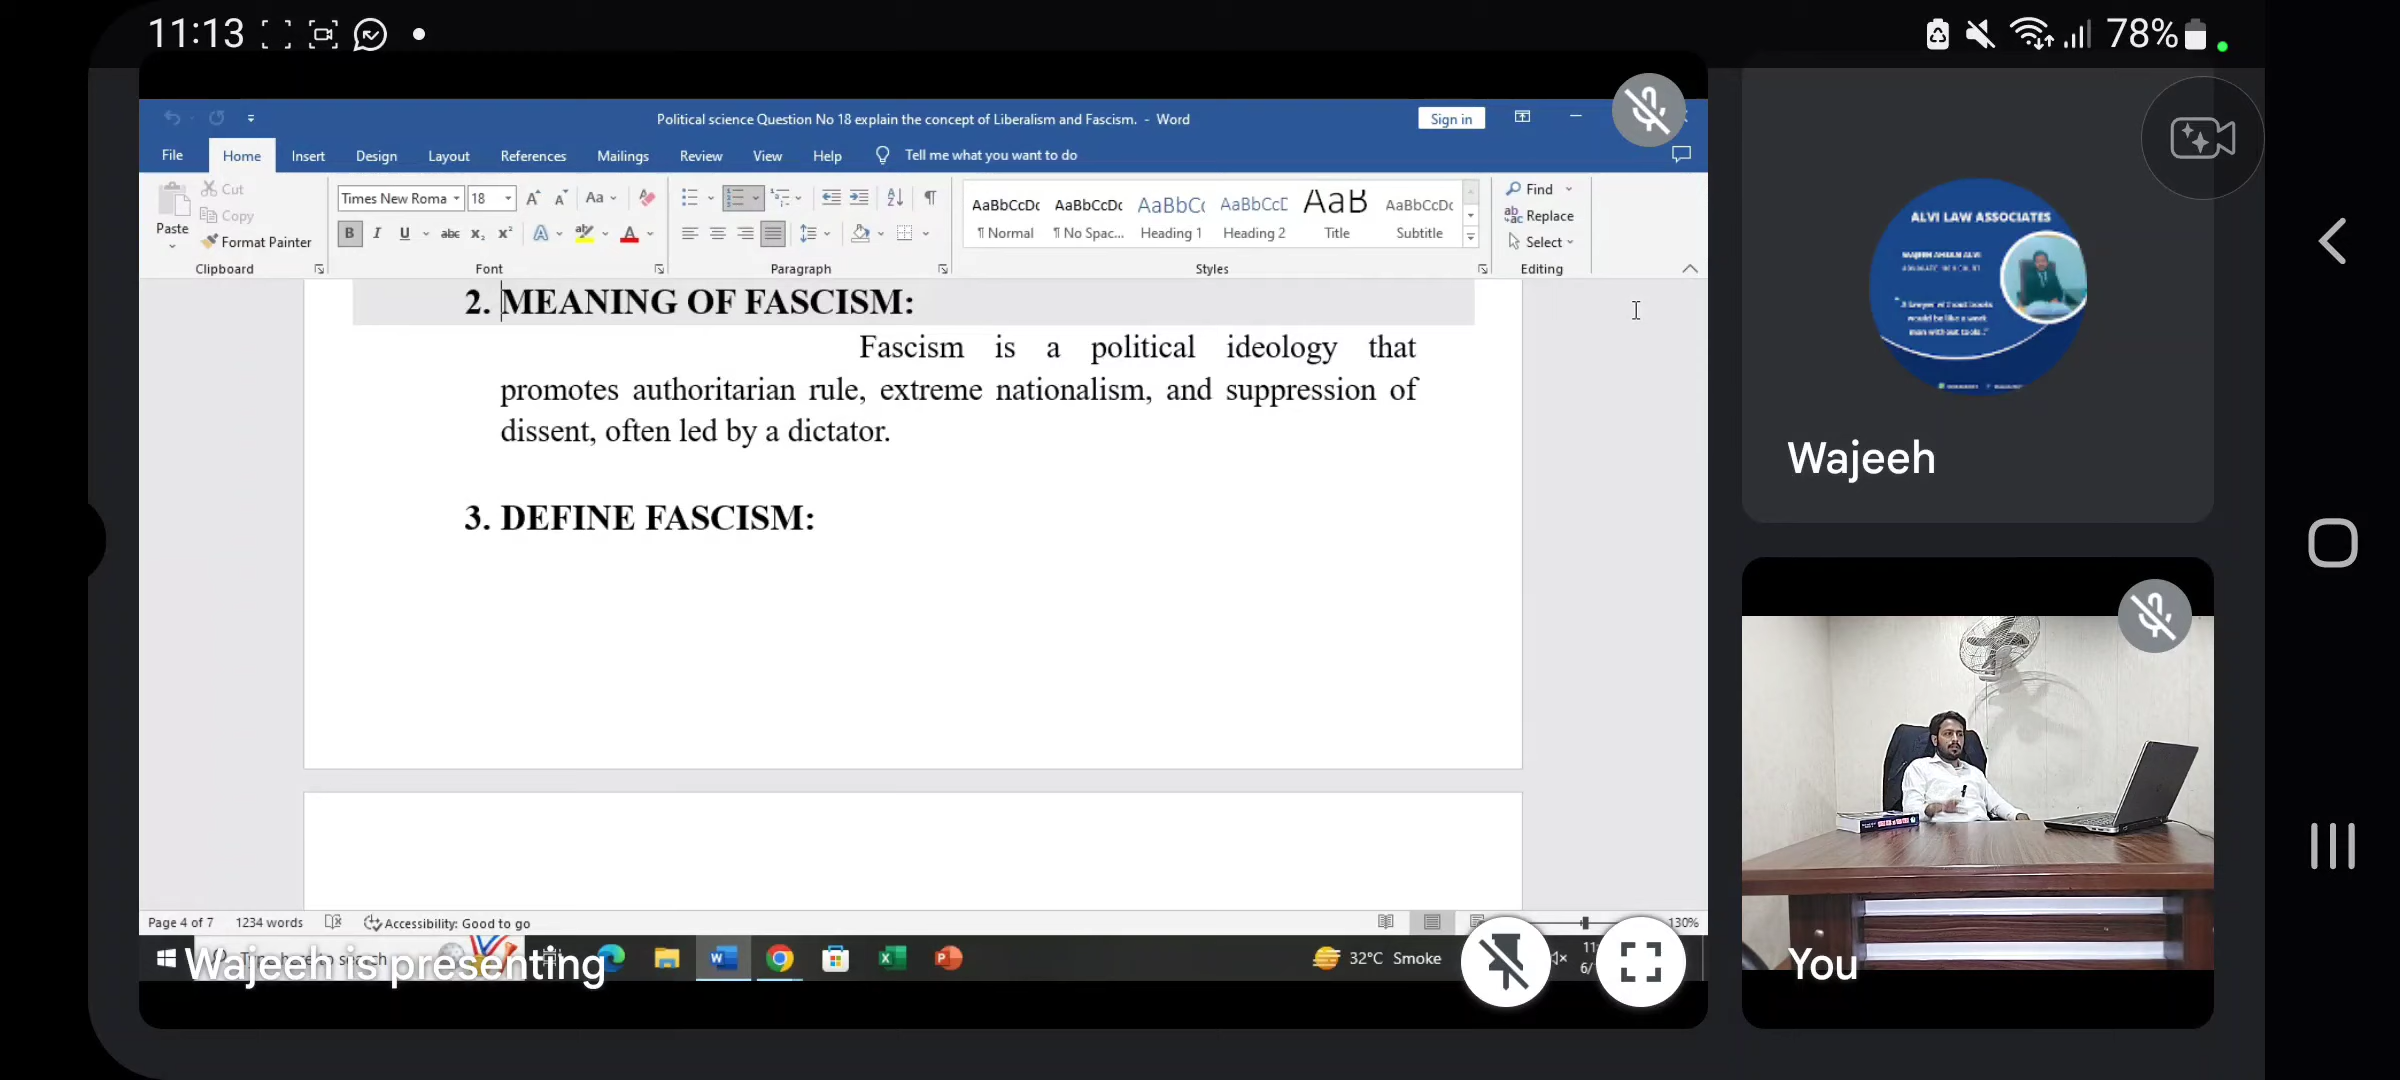 11:13
78%
Political science Question No 18 explain the concept of Liberalism and Fascism. - Word
Sign in
File Home Insert Design Layout References Mailings Review View Help Tell me what you want to do
Paste
Cut
Copy
Format Painter
Clipboard
Times New Roma 18
Font
Paragraph
AaBbCcDc AaBbCcDc AaBbCc AaBbCcE AaB AaBbCcDc
¶ Normal ¶ No Spac... Heading 1 Heading 2 Title Subtitle
Styles
Find
Replace
Select
Editing
2. MEANING OF FASCISM:
Fascism is a political ideology that
promotes authoritarian rule, extreme nationalism, and suppression of
dissent, often led by a dictator.
3. DEFINE FASCISM:
Page 4 of 7 1234 words Accessibility: Good to go
130%
Wajeeh is presenting
32°C Smoke
ALVI LAW ASSOCIATES
Wajeeh
You